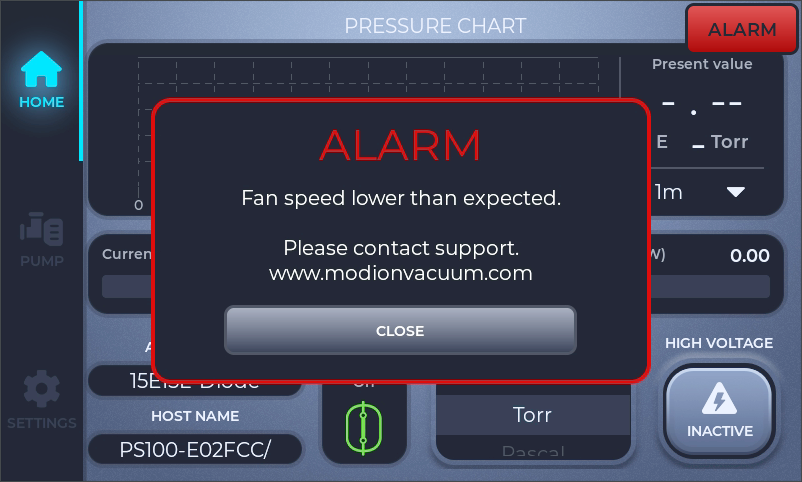 PRESSURE CHART
ALARM
HOME
Present value
- . --
E - Torr
0
1m
ALARM
Fan speed lower than expected.
Please contact support.
www.modionvacuum.com
CLOSE
PUMP
0.00
HIGH VOLTAGE
SETTINGS
HOST NAME
PS100-E02FCC/
Torr
Pascal
INACTIVE